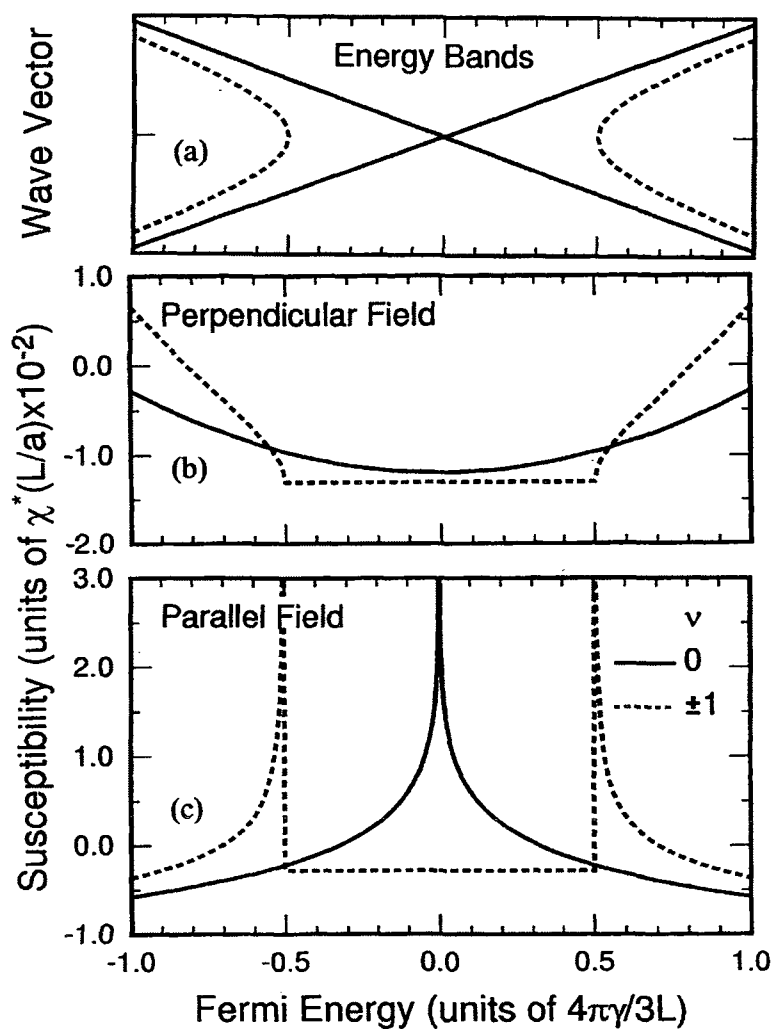 Energy Bands
Wave Vector
(a)
1.0
0.0
-1.0
-2.0
Perpendicular Field
(b)
Susceptibility (units of χ*(L/a)x10⁻²)
3.0
2.0
1.0
0.0
-1.0
Parallel Field
ν
0
±1
(c)
-1.0 -0.5 0.0 0.5 1.0
Fermi Energy (units of 4πγ/3L)